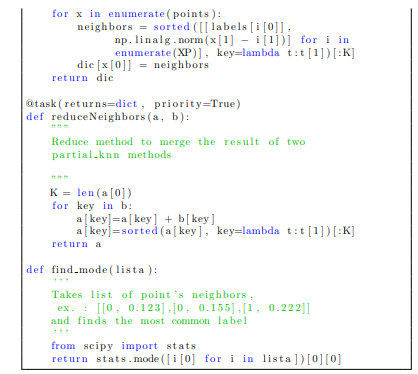 for x in enumerate(points):
neighbors = sorted([[labels[i[0]],
np.linalg.norm(x[1] - i[1])] for i in
enumerate(XP)], key=lambda t:t[1])[:K]
dic[x[0]] = neighbors
return dic
@task(returns=dict, priority=True)
def reduceNeighbors(a, b):
"""
Reduce method to merge the result of two
partial_knn methods
"""
K = len(a[0])
for key in b:
a[key]=a[key] + b[key]
a[key]=sorted(a[key], key=lambda t:t[1])[:K]
return a
def find_mode(lista):
'''
Takes list of point's neighbors,
ex. : [[0, 0.123],[0, 0.155],[1, 0.222]]
and finds the most common label
'''
from scipy import stats
return stats.mode([i[0] for i in lista])[0][0]